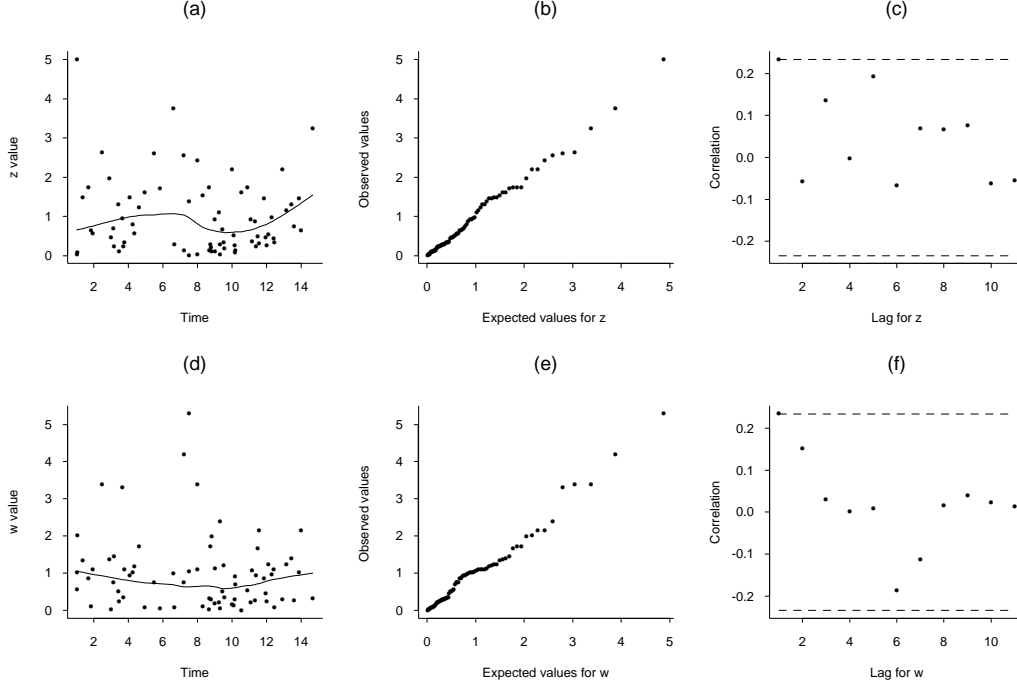 (a)
z value
0
1
2
3
4
5
2 4 6 8 10 12 14
Time
(b)
Observed values
0
1
2
3
4
5
0 1 2 3 4 5
Expected values for z
(c)
Correlation
-0.2
-0.1
0.0
0.1
0.2
2 4 6 8 10
Lag for z
(d)
w value
0
1
2
3
4
5
2 4 6 8 10 12 14
Time
(e)
Observed values
0
1
2
3
4
5
0 1 2 3 4 5
Expected values for w
(f)
Correlation
-0.2
-0.1
0.0
0.1
0.2
2 4 6 8 10
Lag for w